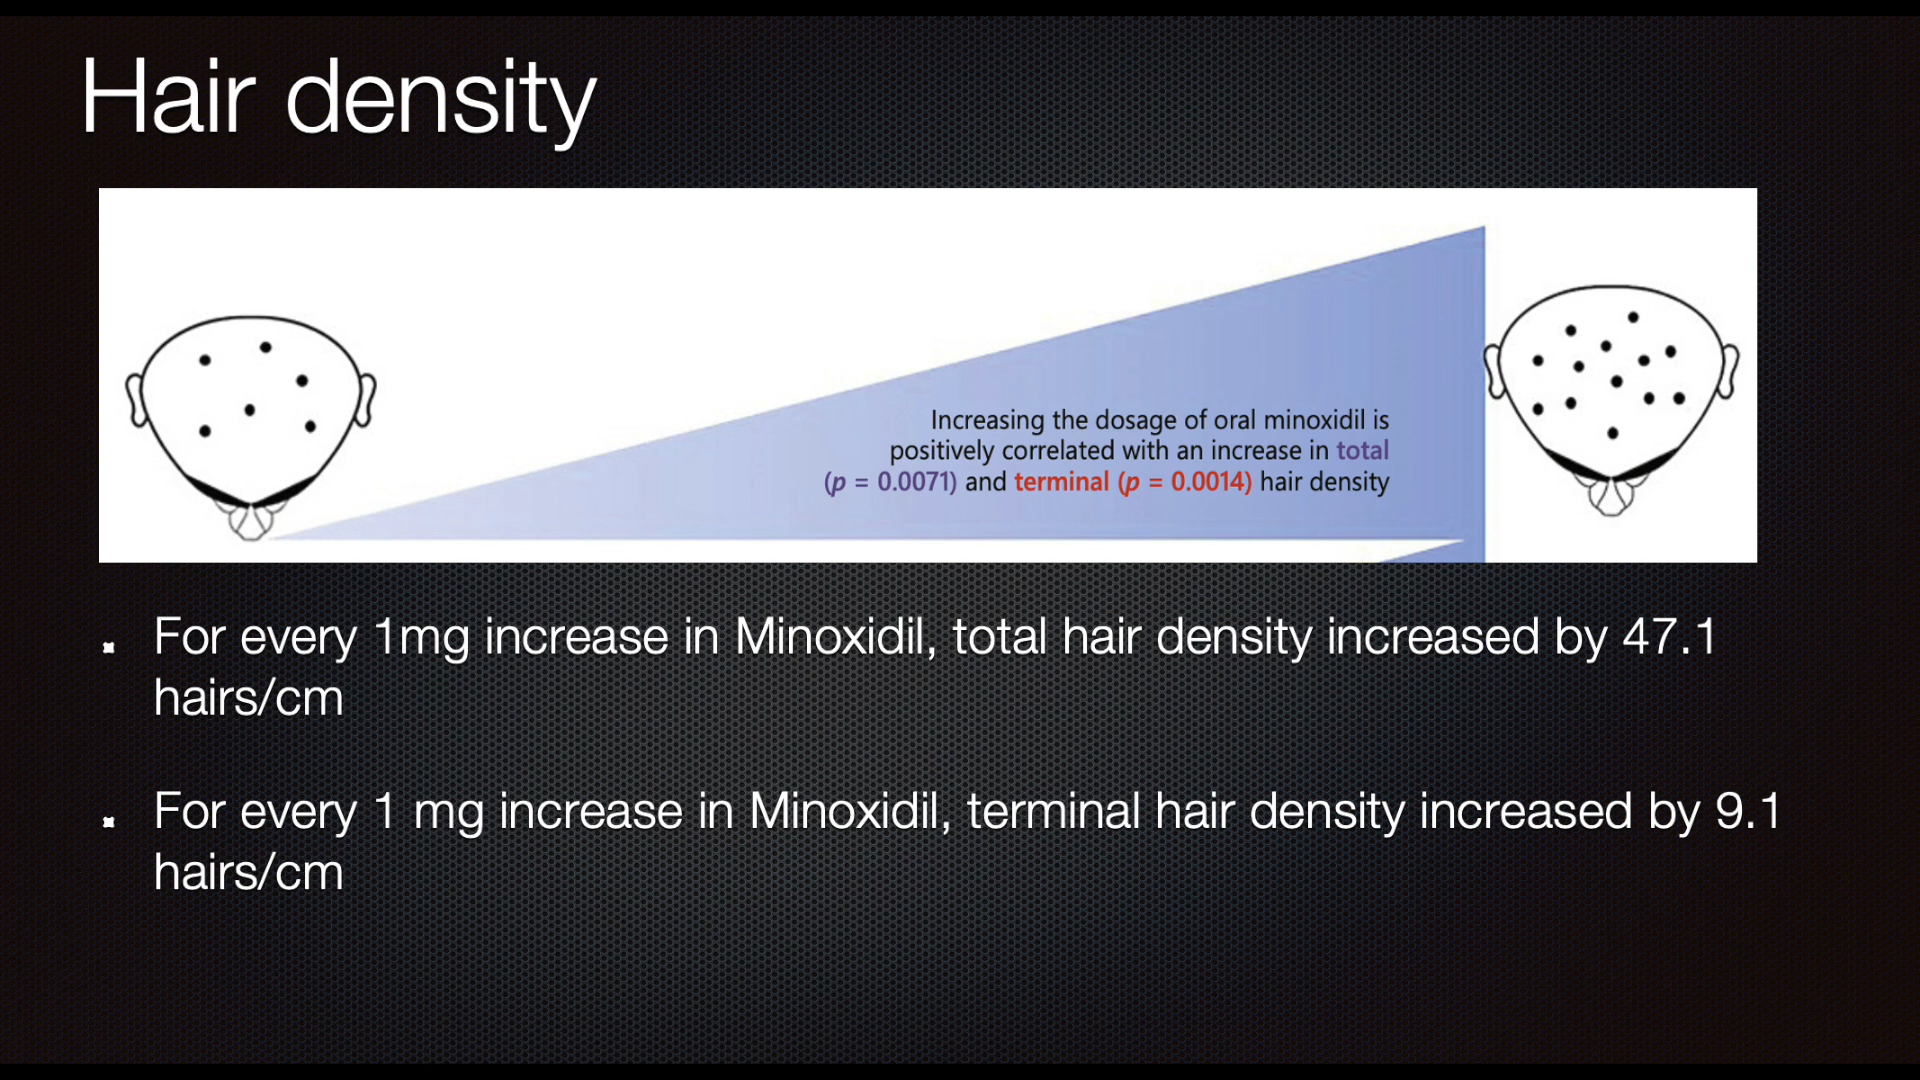 Hair density
Increasing the dosage of oral minoxidil is
positively correlated with an increase in total
(p = 0.0071) and terminal (p = 0.0014) hair density
For every 1mg increase in Minoxidil, total hair density increased by 47.1
hairs/cm
For every 1 mg increase in Minoxidil, terminal hair density increased by 9.1
hairs/cm